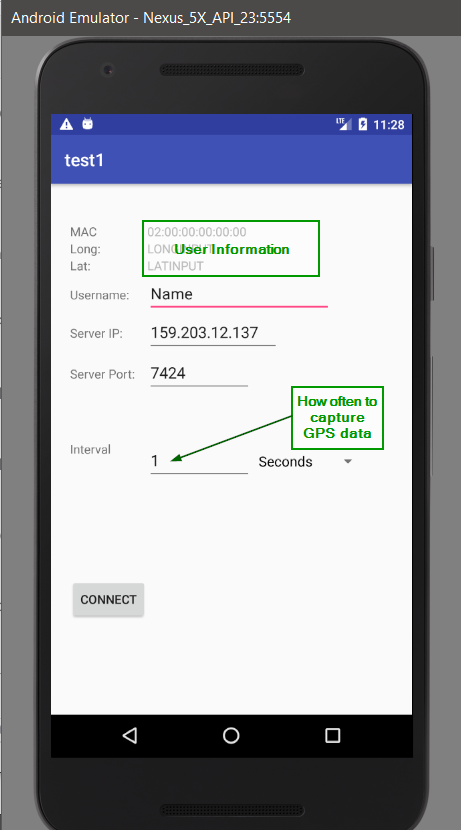 Android Emulator - Nexus_5X_API_23:5554
LTE 11:28
test1
MAC 02:00:00:00:00:00
Long: LONGINPUT
User Information
Lat: LATINPUT
Username: Name
Server IP: 159.203.12.137
Server Port: 7424
How often to
capture
GPS data
Interval
1 Seconds
CONNECT